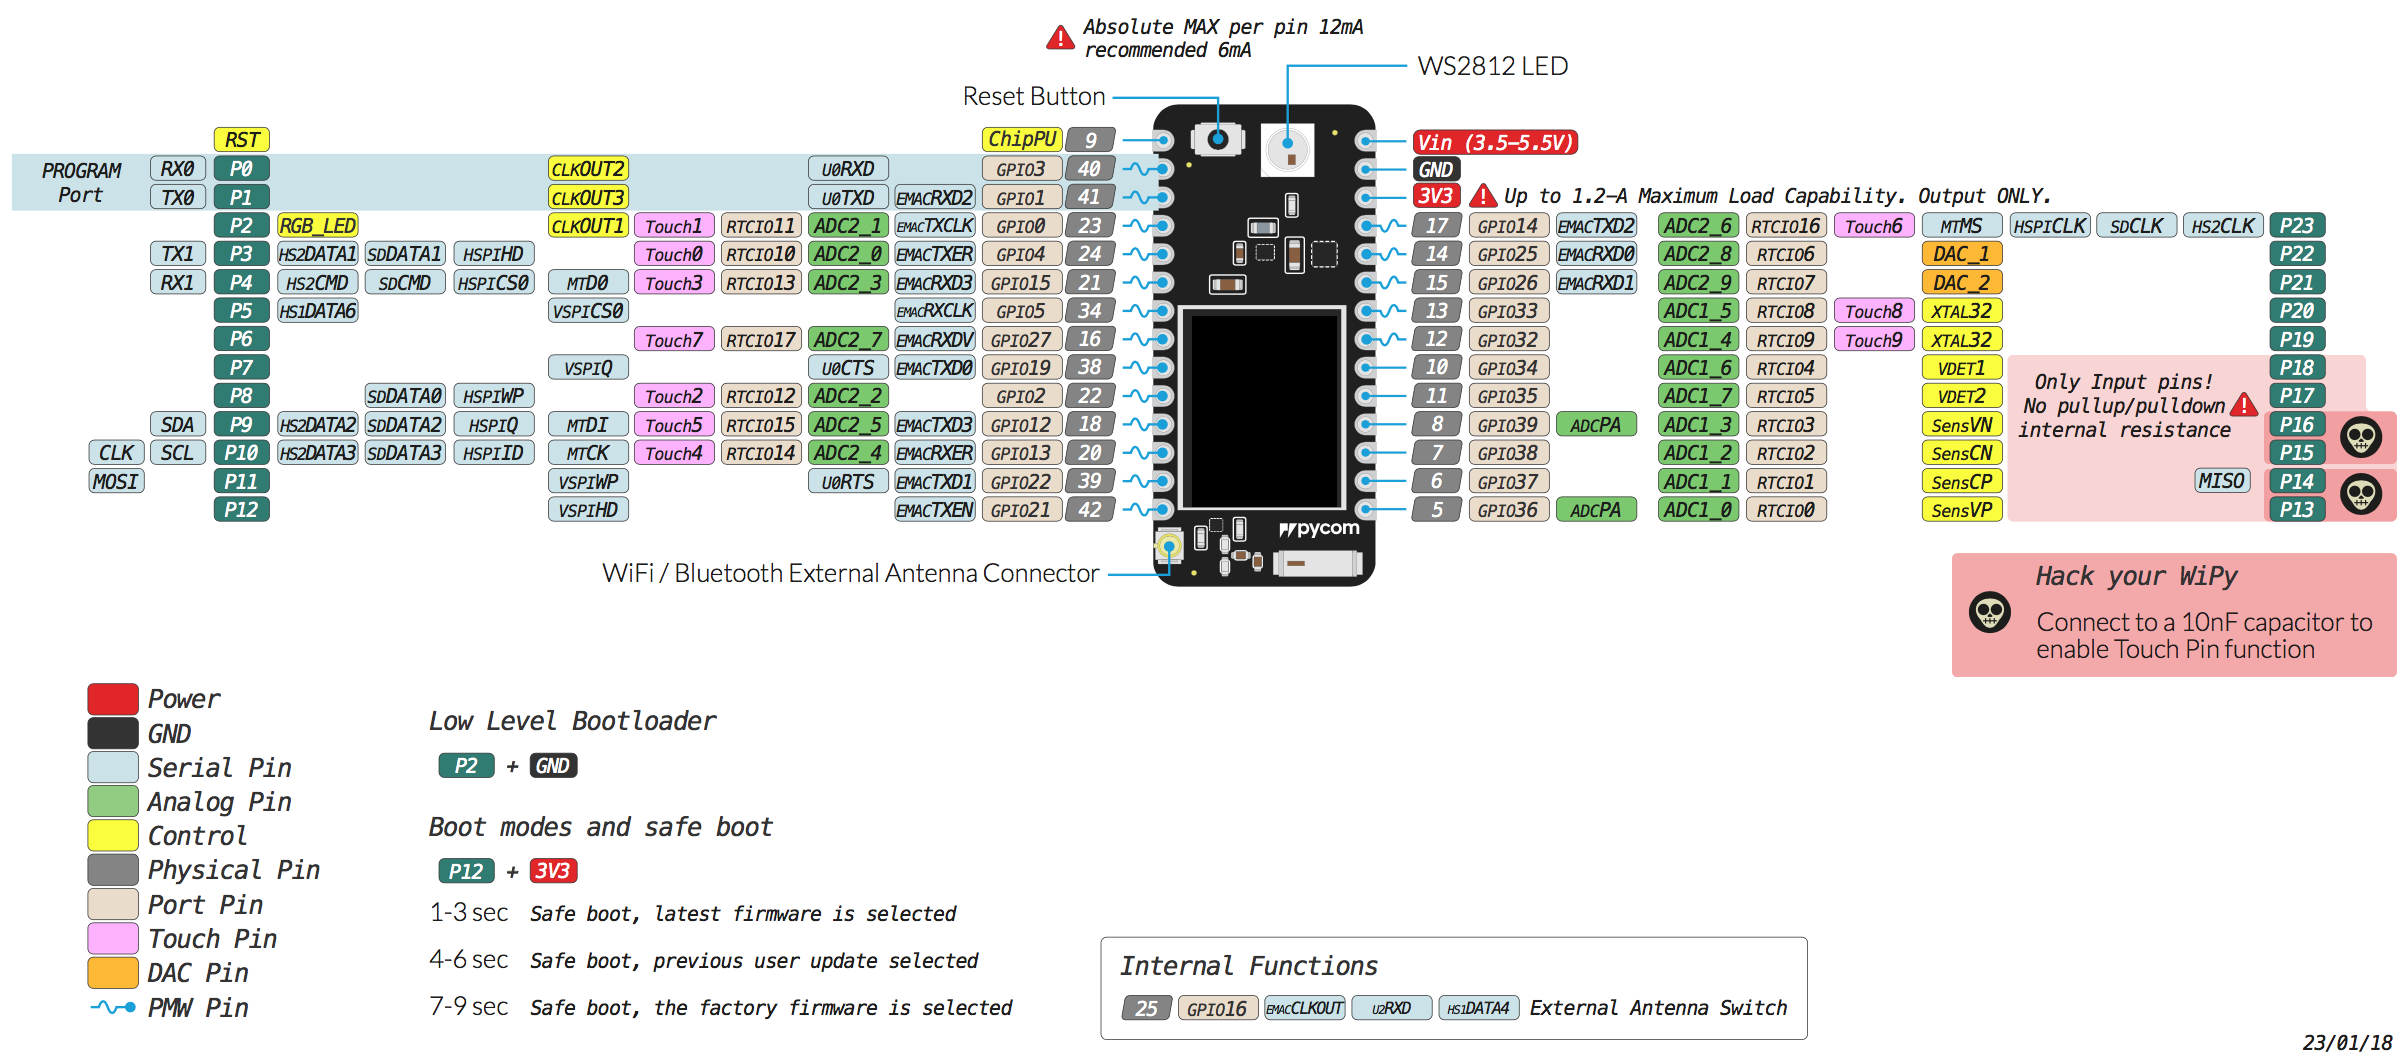 Absolute MAX per pin 12mA
recommended 6mA
WS2812 LED
Reset Button
RST ChipPU 9 Vin (3.5–5.5V)
PROGRAM
Port
RX0 P0 CLKOUT2 U0RXD GPIO3 40 GND
TX0 P1 CLKOUT3 U0TXD EMACRXD2 GPIO1 41 3V3 Up to 1.2–A Maximum Load Capability. Output ONLY.
P2 RGB_LED CLKOUT1 Touch1 RTCIO11 ADC2_1 EMACTXCLK GPIO0 23 17 GPIO14 EMACTXD2 ADC2_6 RTCIO16 Touch6 MTMS HSPICLK SDCLK HS2CLK P23
TX1 P3 HS2DATA1 SDDATA1 HSPIHD Touch0 RTCIO10 ADC2_0 EMACTXER GPIO4 24 14 GPIO25 EMACRXD0 ADC2_8 RTCIO6 DAC_1 P22
RX1 P4 HS2CMD SDCMD HSPICS0 MTDO Touch3 RTCIO13 ADC2_3 EMACRXD3 GPIO15 21 15 GPIO26 EMACRXD1 ADC2_9 RTCIO7 DAC_2 P21
P5 HS1DATA6 VSPICS0 EMACRXCLK GPIO5 34 13 GPIO33 ADC1_5 RTCIO8 Touch8 XTAL32 P20
P6 Touch7 RTCIO17 ADC2_7 EMACRXDV GPIO27 16 12 GPIO32 ADC1_4 RTCIO9 Touch9 XTAL32 P19
P7 VSPIQ U0CTS EMACTXD0 GPIO19 38 10 GPIO34 ADC1_6 RTCIO4 VDET1 P18
P8 SDDATA0 HSPIWP Touch2 RTCIO12 ADC2_2 GPIO2 22 11 GPIO35 ADC1_7 RTCIO5 VDET2 P17
SDA P9 HS2DATA2 SDDATA2 HSPIQ MTDI Touch5 RTCIO15 ADC2_5 EMACTXD3 GPIO12 18 8 GPIO39 ADCPA ADC1_3 RTCIO3 SensVN P16
CLK SCL P10 HS2DATA3 SDDATA3 HSPIID MTCK Touch4 RTCIO14 ADC2_4 EMACRXER GPIO13 20 7 GPIO38 ADC1_2 RTCIO2 SensCN P15
MOSI P11 VSPIWP U0RTS EMACTXD1 GPIO22 39 6 GPIO37 ADC1_1 RTCIO1 SensCP MISO P14
P12 VSPIHD EMACTXEN GPIO21 42 5 GPIO36 ADCPA ADC1_0 RTCIO0 SensVP P13
Only Input pins!
No pullup/pulldown
internal resistance
pycom
WiFi / Bluetooth External Antenna Connector
Hack your WiPy
Connect to a 10nF capacitor to
enable Touch Pin function
Power
GND
Serial Pin
Analog Pin
Control
Physical Pin
Port Pin
Touch Pin
DAC Pin
PMW Pin
Low Level Bootloader
P2 + GND
Boot modes and safe boot
P12 + 3V3
1-3 sec Safe boot, latest firmware is selected
4-6 sec Safe boot, previous user update selected
7-9 sec Safe boot, the factory firmware is selected
Internal Functions
25 GPIO16 EMACCLKOUT U2RXD HS1DATA4 External Antenna Switch
23/01/18